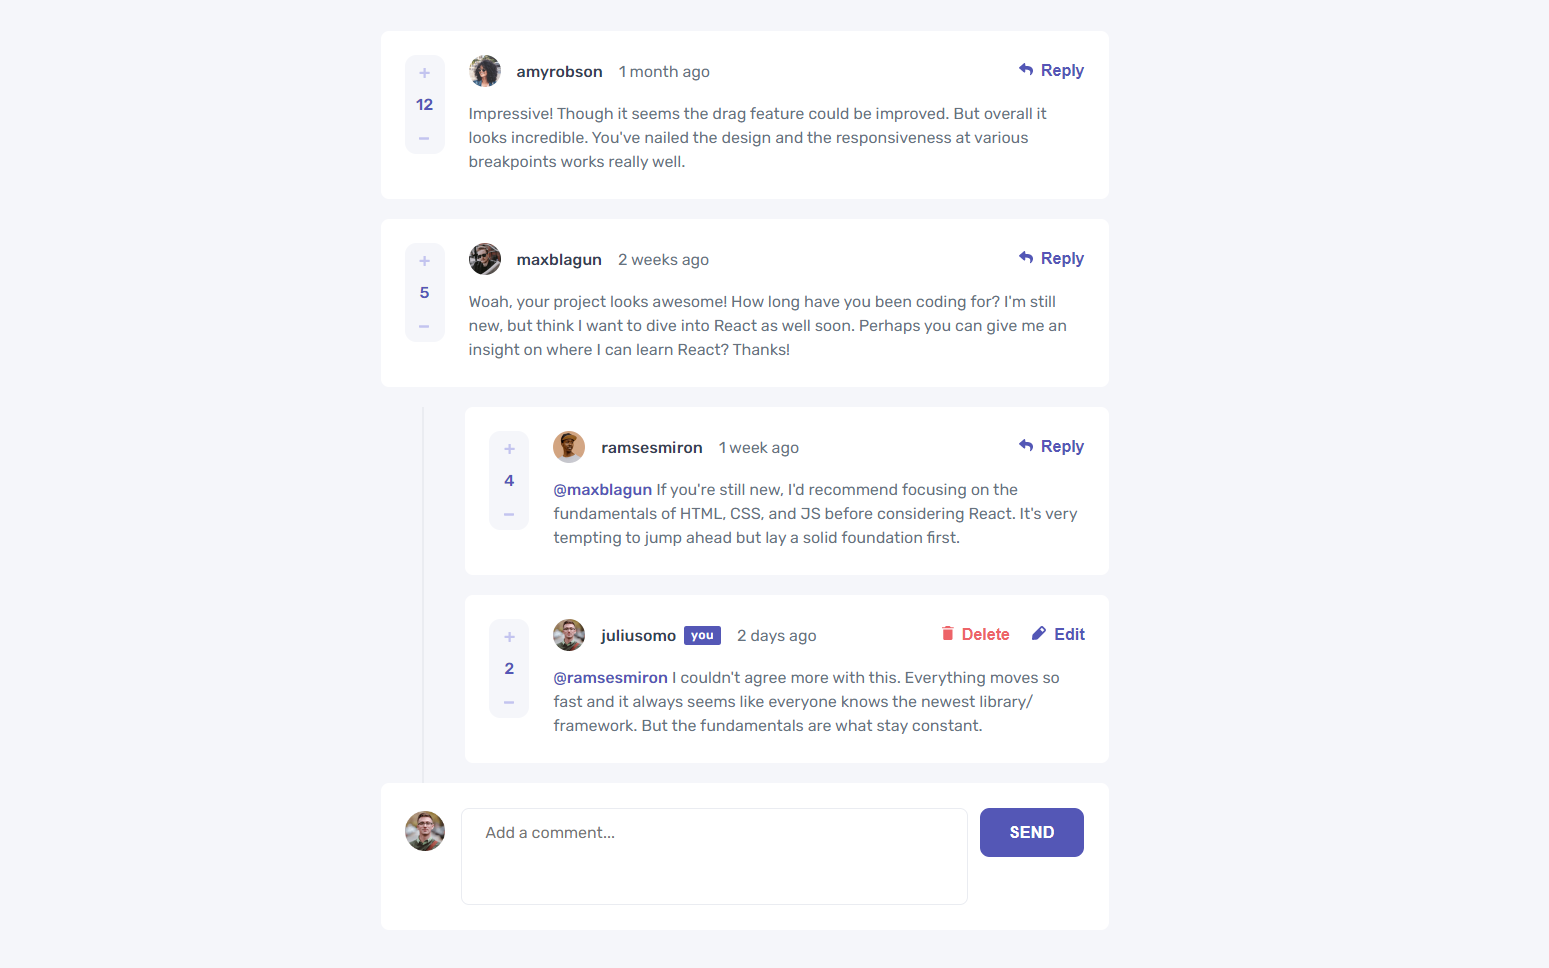 +
12
−
amyrobson 1 month ago
Reply
Impressive! Though it seems the drag feature could be improved. But overall it
looks incredible. You've nailed the design and the responsiveness at various
breakpoints works really well.
+
5
−
maxblagun 2 weeks ago
Reply
Woah, your project looks awesome! How long have you been coding for? I'm still
new, but think I want to dive into React as well soon. Perhaps you can give me an
insight on where I can learn React? Thanks!
+
4
−
ramsesmiron 1 week ago
Reply
@maxblagun If you're still new, I'd recommend focusing on the
fundamentals of HTML, CSS, and JS before considering React. It's very
tempting to jump ahead but lay a solid foundation first.
+
2
−
juliusomo you 2 days ago
Delete Edit
@ramsesmiron I couldn't agree more with this. Everything moves so
fast and it always seems like everyone knows the newest library/
framework. But the fundamentals are what stay constant.
Add a comment...
SEND